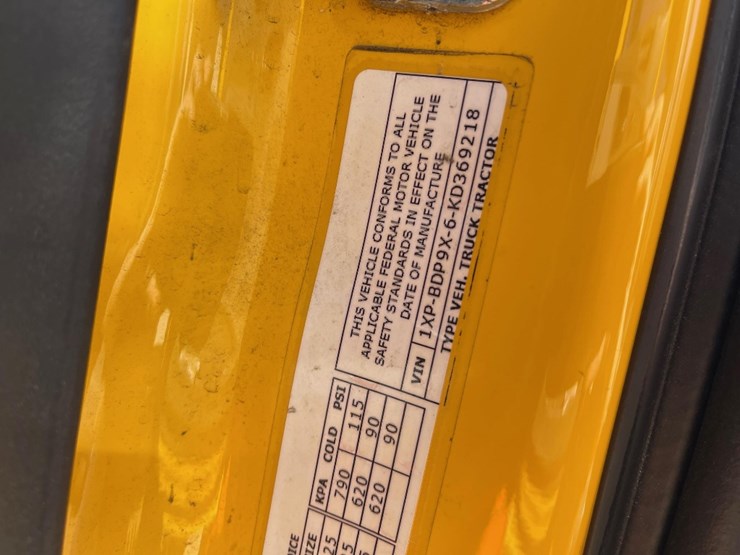 THIS VEHICLE CONFORMS TO ALL
APPLICABLE FEDERAL MOTOR VEHICLE
SAFETY STANDARDS IN EFFECT ON THE
DATE OF MANUFACTURE
VIN 1XP-BDP9X-6-KD369218
TYPE VEH. TRUCK TRACTOR
KPA COLD PSI
790 115
620 90
620 90